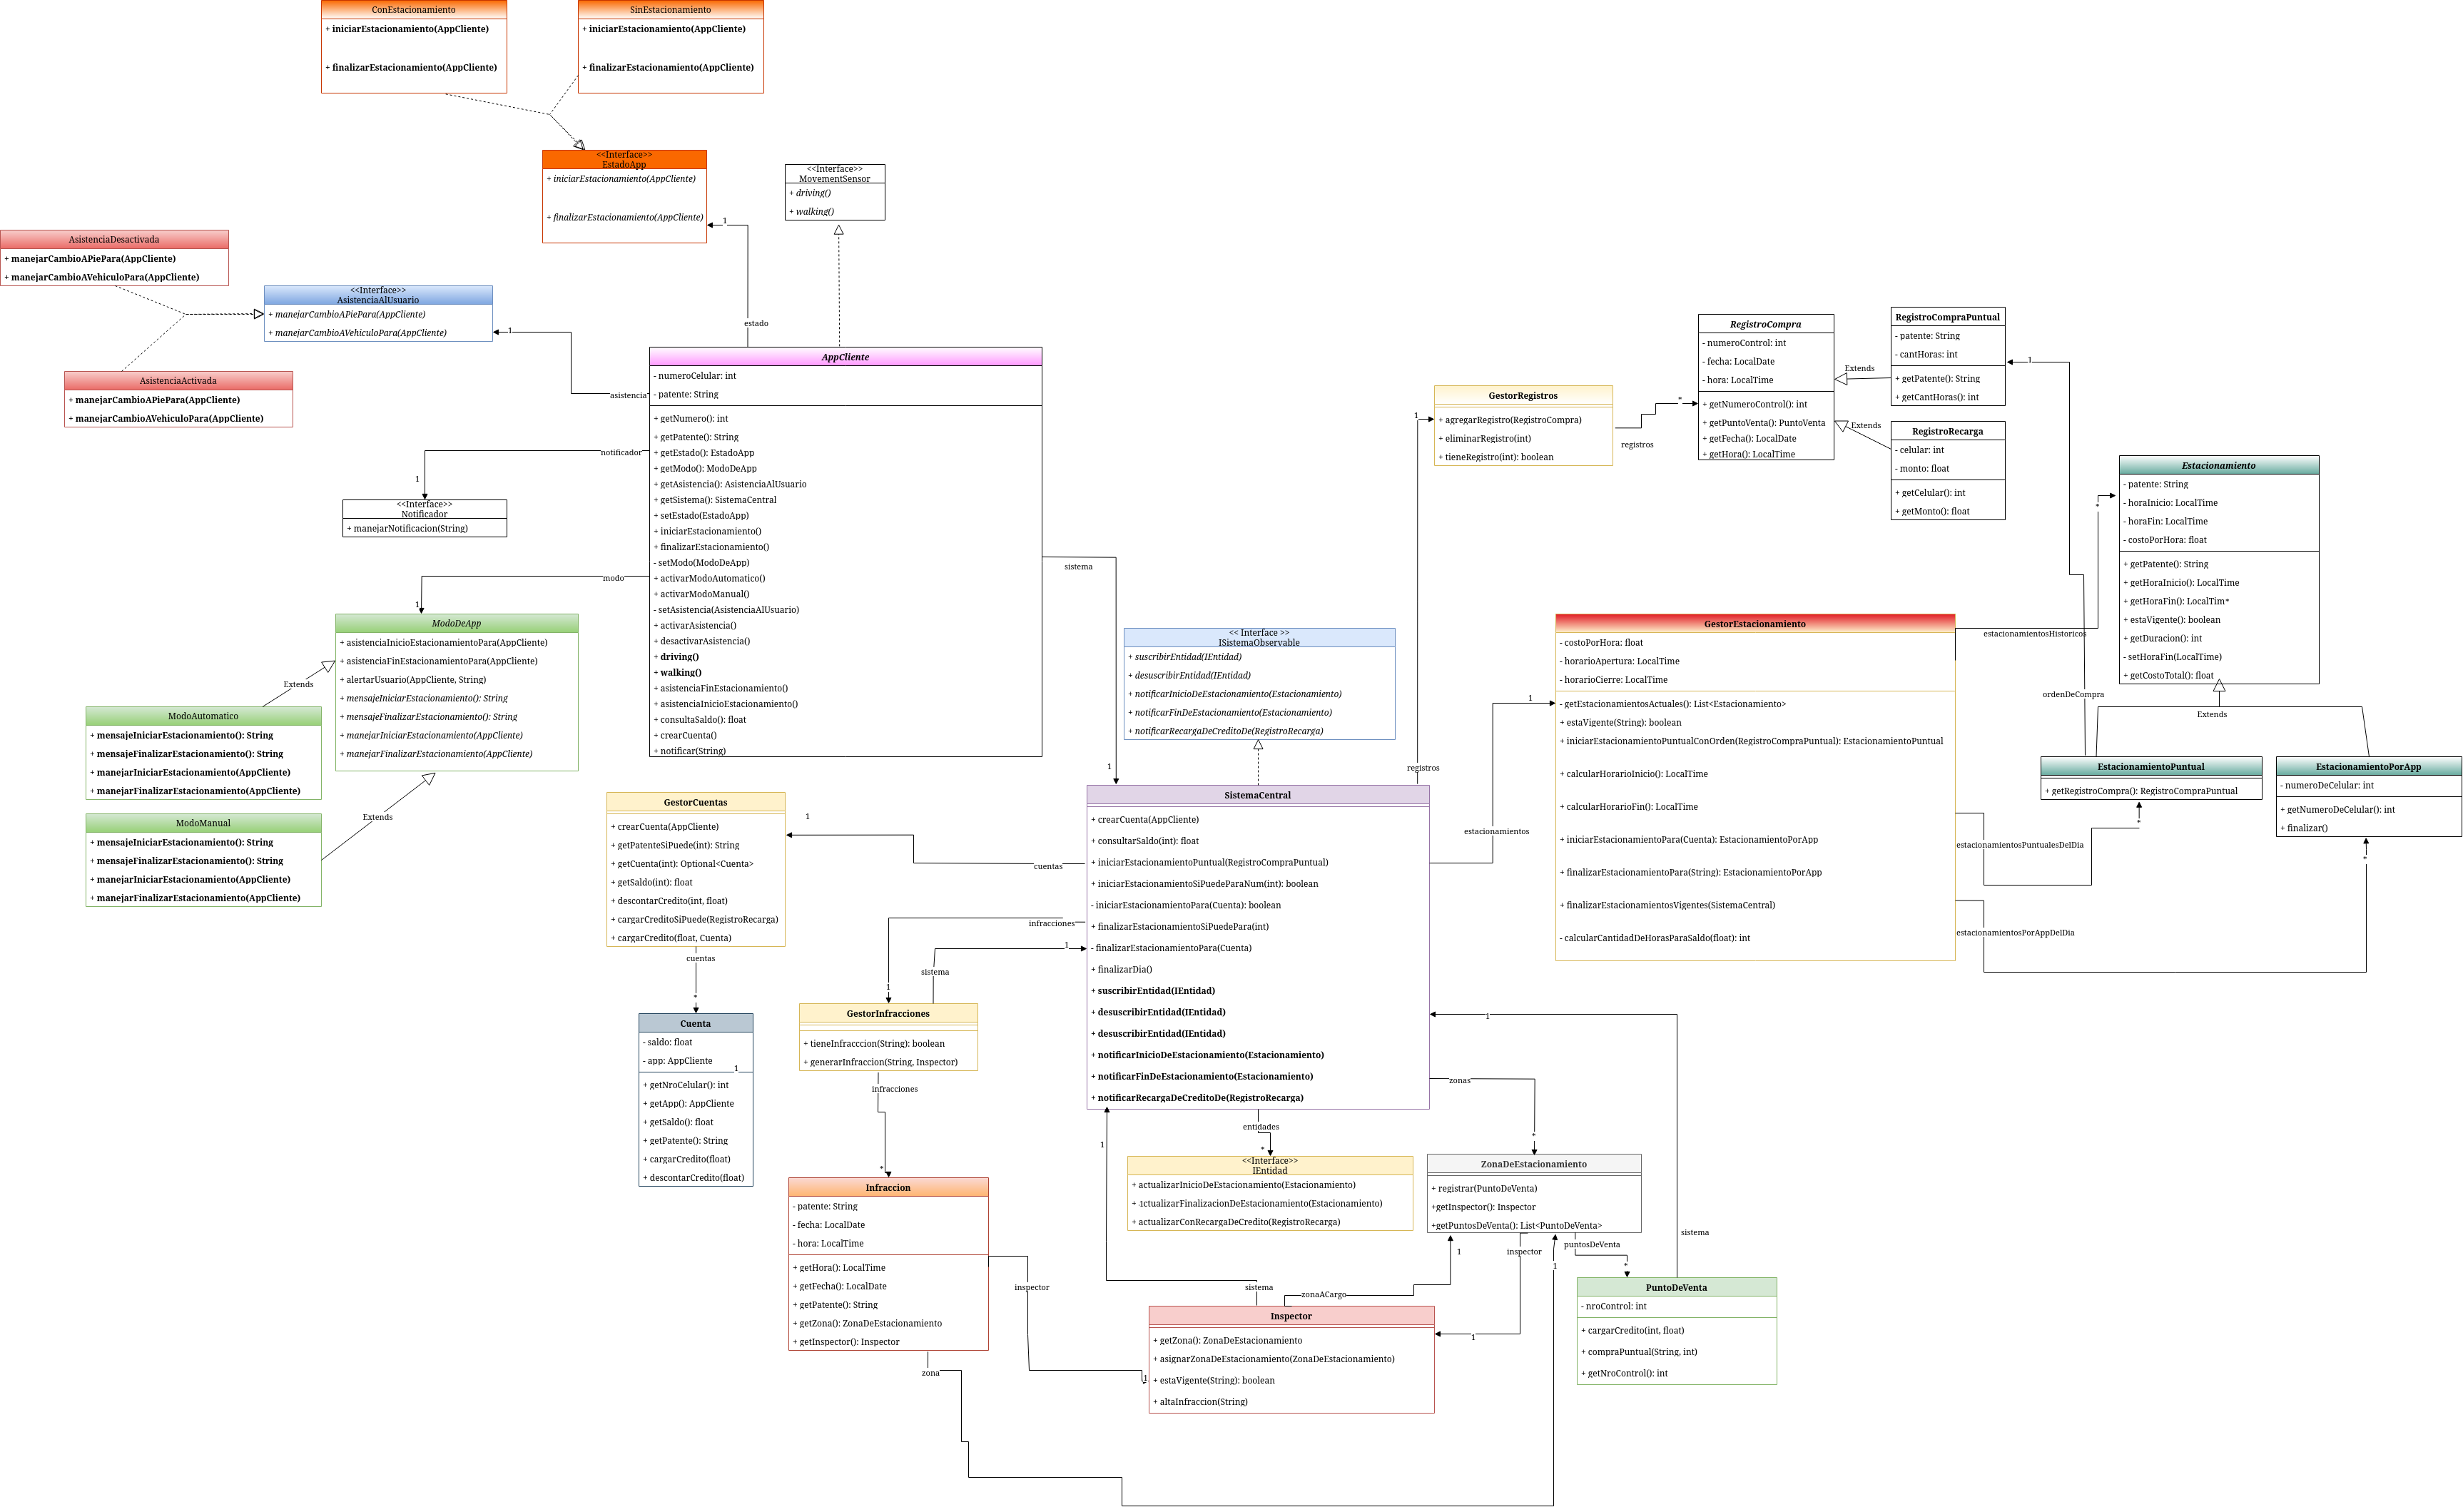 ConEstacionamiento
+ iniciarEstacionamiento(AppCliente)
+ finalizarEstacionamiento(AppCliente)
SinEstacionamiento
+ iniciarEstacionamiento(AppCliente)
+ finalizarEstacionamiento(AppCliente)
<<Interface>>
EstadoApp
+ iniciarEstacionamiento(AppCliente)
+ finalizarEstacionamiento(AppCliente)
1
estado
<<Interface>>
MovementSensor
+ driving()
+ walking()
AsistenciaDesactivada
+ manejarCambioAPiePara(AppCliente)
+ manejarCambioAVehiculoPara(AppCliente)
<<Interface>>
AsistenciaAlUsuario
+ manejarCambioAPiePara(AppCliente)
+ manejarCambioAVehiculoPara(AppCliente)
1
asistencia
AsistenciaActivada
+ manejarCambioAPiePara(AppCliente)
+ manejarCambioAVehiculoPara(AppCliente)
AppCliente
- numeroCelular: int
- patente: String
+ getNumero(): int
+ getPatente(): String
+ getEstado(): EstadoApp
+ getModo(): ModoDeApp
+ getAsistencia(): AsistenciaAlUsuario
+ getSistema(): SistemaCentral
+ setEstado(EstadoApp)
+ iniciarEstacionamiento()
+ finalizarEstacionamiento()
- setModo(ModoDeApp)
+ activarModoAutomatico()
+ activarModoManual()
- setAsistencia(AsistenciaAlUsuario)
+ activarAsistencia()
+ desactivarAsistencia()
+ driving()
+ walking()
+ asistenciaFinEstacionamiento()
+ asistenciaInicioEstacionamiento()
+ consultaSaldo(): float
+ crearCuenta()
+ notificar(String)
notificador
1
<<Interface>>
Notificador
+ manejarNotificacion(String)
modo
1
ModoDeApp
+ asistenciaInicioEstacionamientoPara(AppCliente)
+ asistenciaFinEstacionamientoPara(AppCliente)
+ alertarUsuario(AppCliente, String)
+ mensajeIniciarEstacionamiento(): String
+ mensajeFinalizarEstacionamiento(): String
+ manejarIniciarEstacionamiento(AppCliente)
+ manejarFinalizarEstacionamiento(AppCliente)
Extends
ModoAutomatico
+ mensajeIniciarEstacionamiento(): String
+ mensajeFinalizarEstacionamiento(): String
+ manejarIniciarEstacionamiento(AppCliente)
+ manejarFinalizarEstacionamiento(AppCliente)
Extends
ModoManual
+ mensajeIniciarEstacionamiento(): String
+ mensajeFinalizarEstacionamiento(): String
+ manejarIniciarEstacionamiento(AppCliente)
+ manejarFinalizarEstacionamiento(AppCliente)
sistema
1
<< Interface >>
ISistemaObservable
+ suscribirEntidad(IEntidad)
+ desuscribirEntidad(IEntidad)
+ notificarInicioDeEstacionamiento(Estacionamiento)
+ notificarFinDeEstacionamiento(Estacionamiento)
+ notificarRecargaDeCreditoDe(RegistroRecarga)
SistemaCentral
+ crearCuenta(AppCliente)
+ consultarSaldo(int): float
+ iniciarEstacionamientoPuntual(RegistroCompraPuntual)
+ iniciarEstacionamientoSiPuedeParaNum(int): boolean
- iniciarEstacionamientoPara(Cuenta): boolean
+ finalizarEstacionamientoSiPuedePara(int)
- finalizarEstacionamientoPara(Cuenta)
+ finalizarDia()
+ suscribirEntidad(IEntidad)
+ desuscribirEntidad(IEntidad)
+ desuscribirEntidad(IEntidad)
+ notificarInicioDeEstacionamiento(Estacionamiento)
+ notificarFinDeEstacionamiento(Estacionamiento)
+ notificarRecargaDeCreditoDe(RegistroRecarga)
registros
1
GestorRegistros
+ agregarRegistro(RegistroCompra)
+ eliminarRegistro(int)
+ tieneRegistro(int): boolean
registros
*
RegistroCompra
- numeroControl: int
- fecha: LocalDate
- hora: LocalTime
+ getNumeroControl(): int
+ getPuntoVenta(): PuntoVenta
+ getFecha(): LocalDate
+ getHora(): LocalTime
Extends
RegistroCompraPuntual
- patente: String
- cantHoras: int
+ getPatente(): String
+ getCantHoras(): int
1
Extends
RegistroRecarga
- celular: int
- monto: float
+ getCelular(): int
+ getMonto(): float
Estacionamiento
- patente: String
- horaInicio: LocalTime
- horaFin: LocalTime
- costoPorHora: float
+ getPatente(): String
+ getHoraInicio(): LocalTime
+ getHoraFin(): LocalTim*
+ estaVigente(): boolean
+ getDuracion(): int
- setHoraFin(LocalTime)
+ getCostoTotal(): float
Extends
*
estacionamientosHistoricos
ordenDeCompra
EstacionamientoPuntual
+ getRegistroCompra(): RegistroCompraPuntual
EstacionamientoPorApp
- numeroDeCelular: int
+ getNumeroDeCelular(): int
+ finalizar()
*
*
estacionamientosPuntualesDelDia
estacionamientosPorAppDelDia
GestorEstacionamiento
- costoPorHora: float
- horarioApertura: LocalTime
- horarioCierre: LocalTime
- getEstacionamientosActuales(): List<Estacionamiento>
+ estaVigente(String): boolean
+ iniciarEstacionamientoPuntualConOrden(RegistroCompraPuntual): EstacionamientoPuntual
+ calcularHorarioInicio(): LocalTime
+ calcularHorarioFin(): LocalTime
+ iniciarEstacionamientoPara(Cuenta): EstacionamientoPorApp
+ finalizarEstacionamientoPara(String): EstacionamientoPorApp
+ finalizarEstacionamientosVigentes(SistemaCentral)
- calcularCantidadDeHorasParaSaldo(float): int
1
estacionamientos
GestorCuentas
+ crearCuenta(AppCliente)
+ getPatenteSiPuede(int): String
+ getCuenta(int): Optional<Cuenta>
+ getSaldo(int): float
+ descontarCredito(int, float)
+ cargarCreditoSiPuede(RegistroRecarga)
+ cargarCredito(float, Cuenta)
1
cuentas
cuentas
*
Cuenta
- saldo: float
- app: AppCliente
1
+ getNroCelular(): int
+ getApp(): AppCliente
+ getSaldo(): float
+ getPatente(): String
+ cargarCredito(float)
+ descontarCredito(float)
infracciones
1
sistema
1
GestorInfracciones
+ tieneInfracccion(String): boolean
+ generarInfraccion(String, Inspector)
infracciones
*
Infraccion
- patente: String
- fecha: LocalDate
- hora: LocalTime
+ getHora(): LocalTime
+ getFecha(): LocalDate
+ getPatente(): String
+ getZona(): ZonaDeEstacionamiento
+ getInspector(): Inspector
inspector
1
zona
1
entidades
*
<<Interface>>
IEntidad
+ actualizarInicioDeEstacionamiento(Estacionamiento)
+ actualizarFinalizacionDeEstacionamiento(Estacionamiento)
+ actualizarConRecargaDeCredito(RegistroRecarga)
zonas
*
ZonaDeEstacionamiento
+ registrar(PuntoDeVenta)
+getInspector(): Inspector
+getPuntosDeVenta(): List<PuntoDeVenta>
1
inspector
1
puntosDeVenta
*
1
sistema
PuntoDeVenta
- nroControl: int
+ cargarCredito(int, float)
+ compraPuntual(String, int)
+ getNroControl(): int
1
sistema
zonaACargo
Inspector
+ getZona(): ZonaDeEstacionamiento
+ asignarZonaDeEstacionamiento(ZonaDeEstacionamiento)
+ estaVigente(String): boolean
+ altaInfraccion(String)